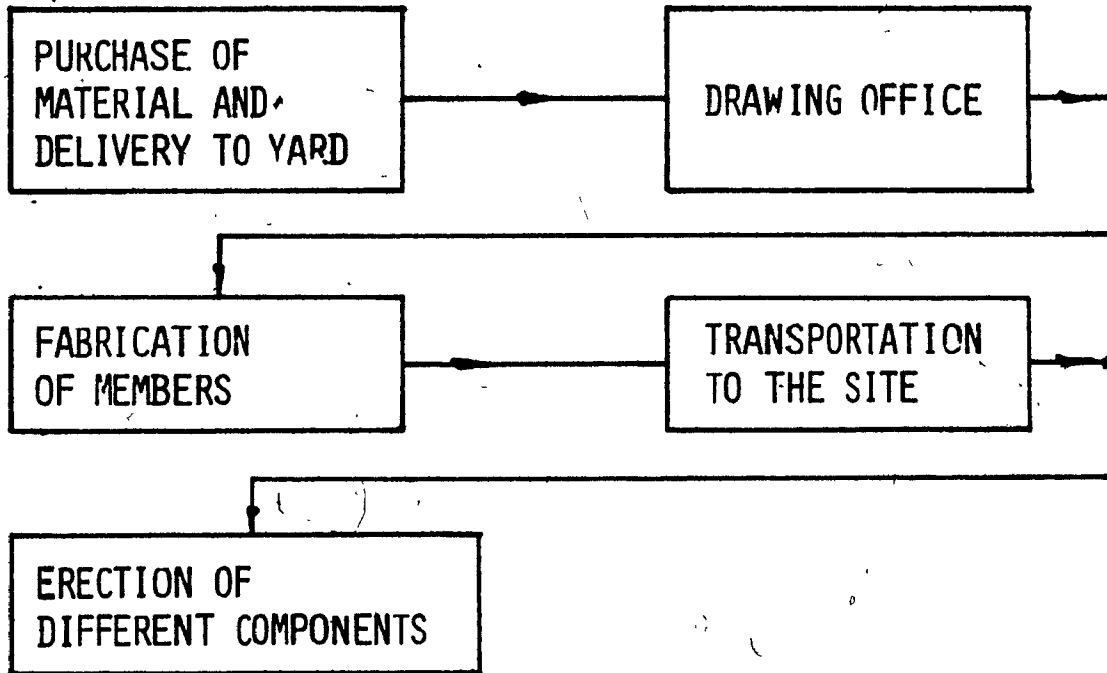 PURCHASE OF
MATERIAL AND
DELIVERY TO YARD
DRAWING OFFICE
FABRICATION
OF MEMBERS
TRANSPORTATION
TO THE SITE
ERECTION OF
DIFFERENT COMPONENTS